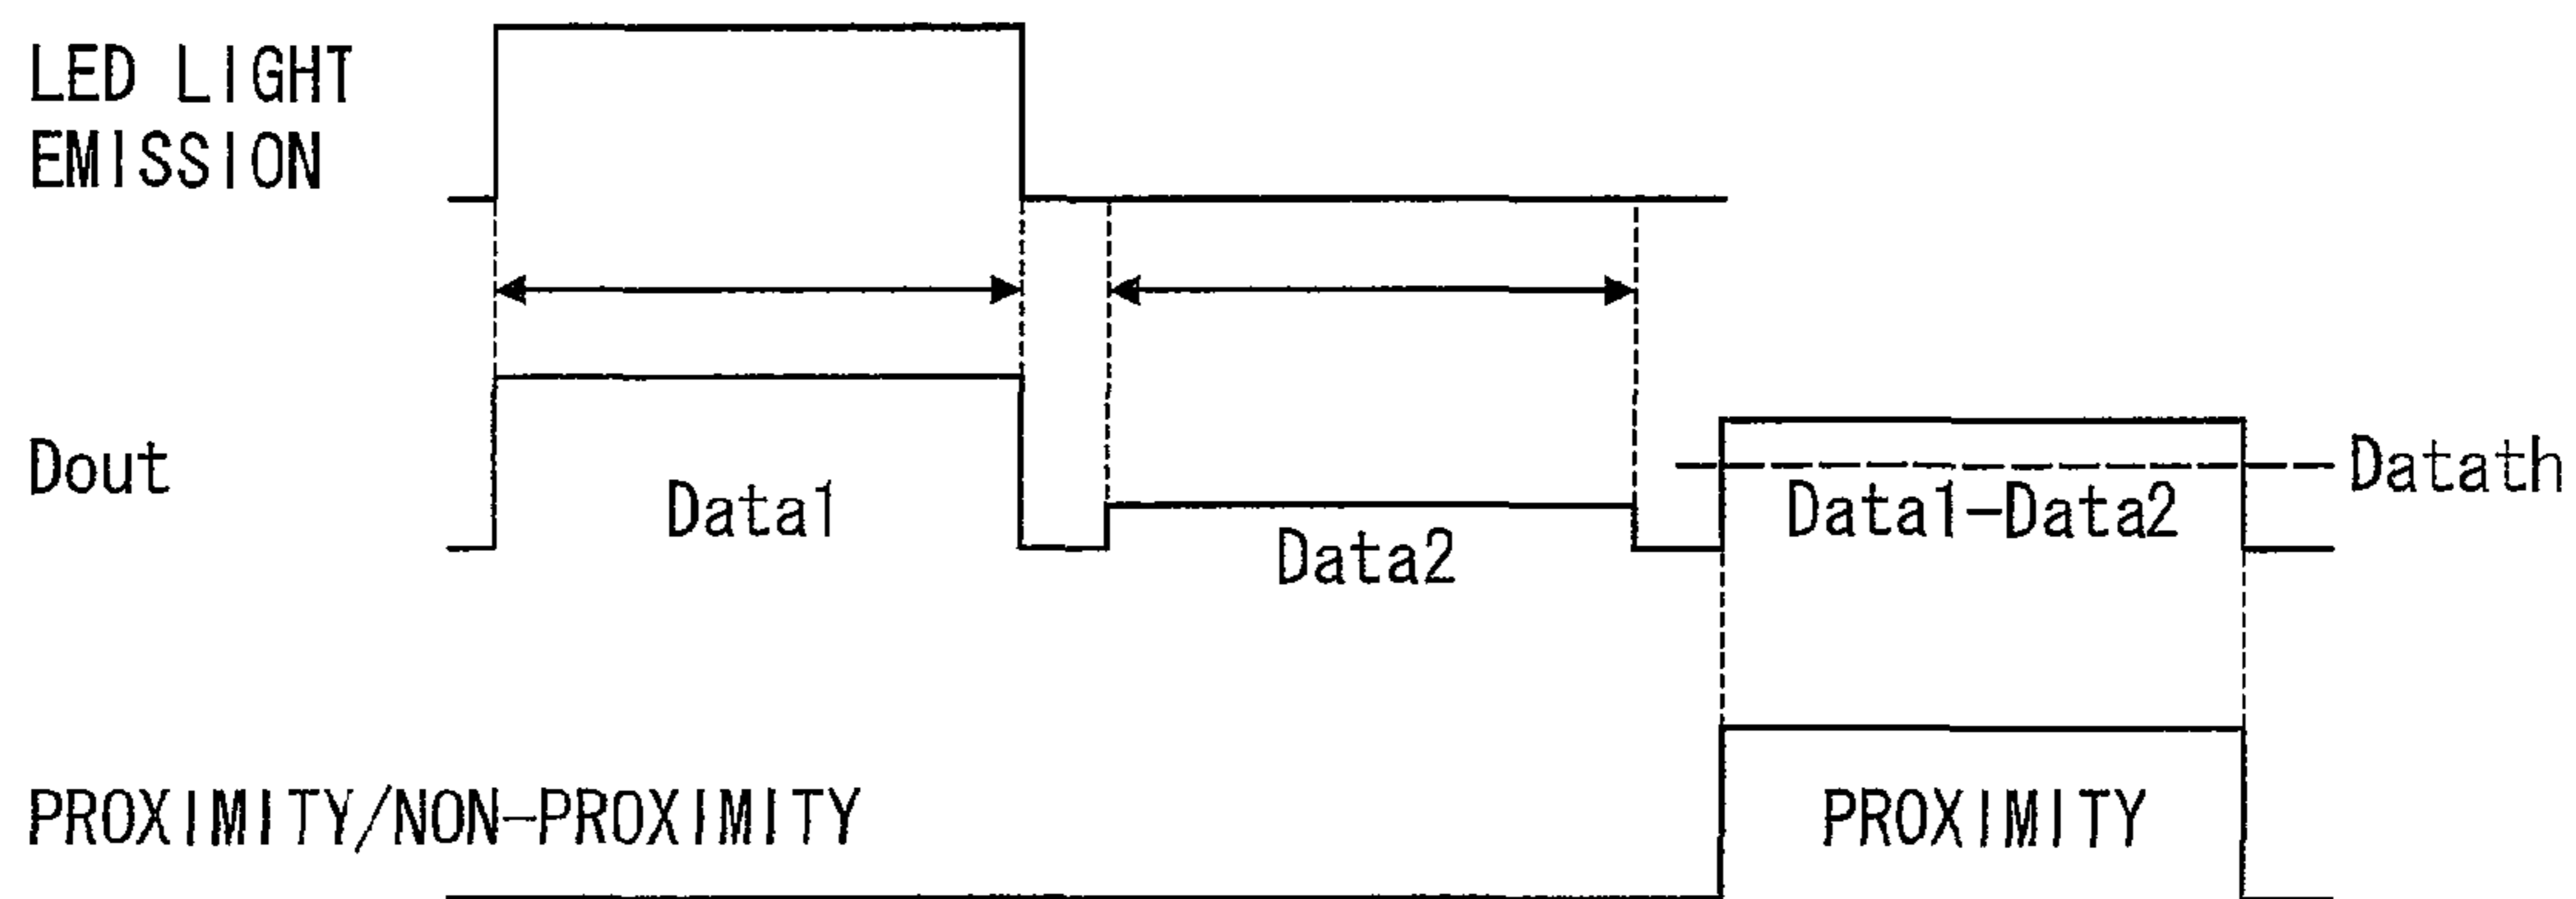 LED LIGHT
EMISSION
Dout
Data1
Data2
Data1-Data2
Datath
PROXIMITY/NON-PROXIMITY
PROXIMITY